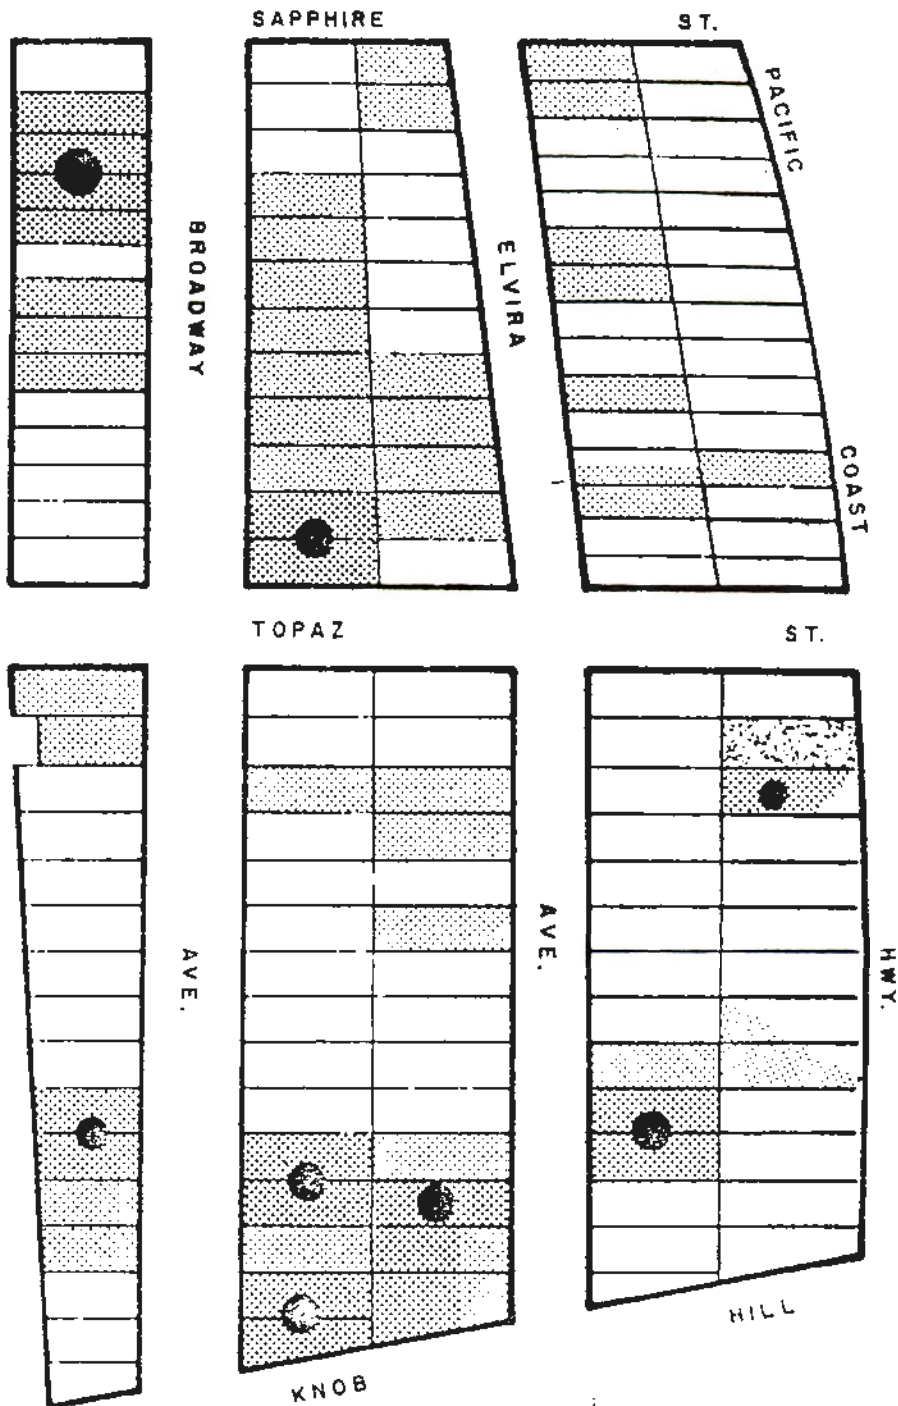 SAPPHIRE ST.
PACIFIC
BROADWAY
ELVIRA
COAST
TOPAZ ST.
AVE.
AVE.
HWY.
KNOB HILL